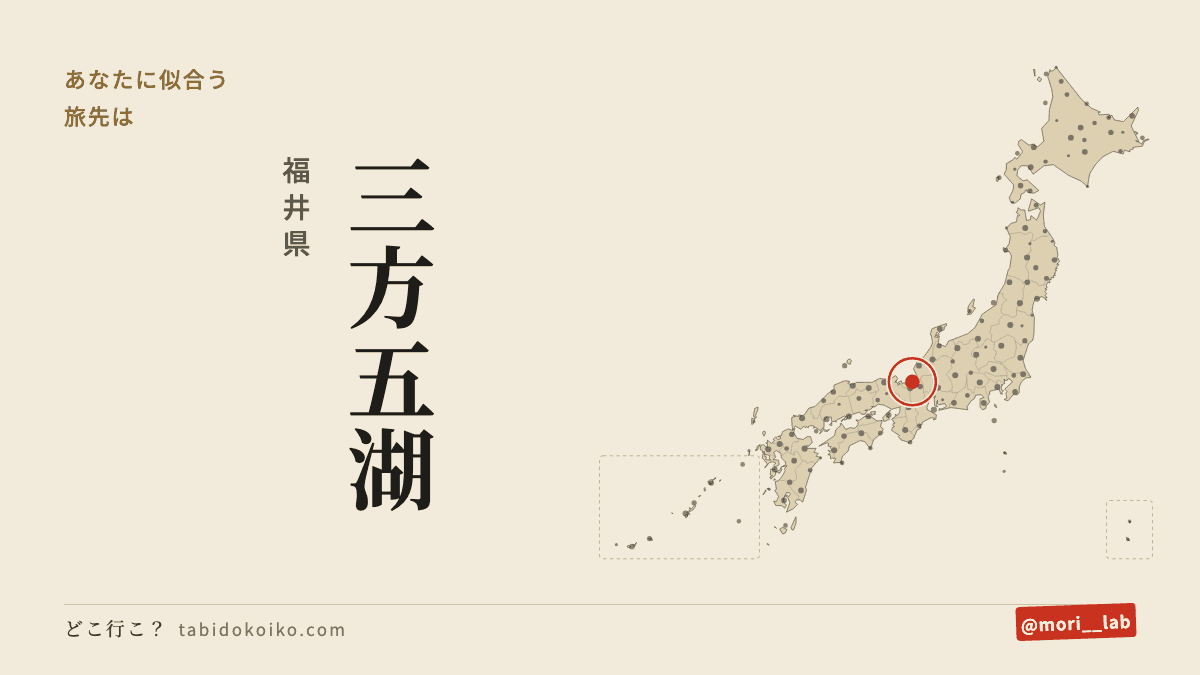 あなたに似合う
旅先は
三方五湖
福井県
どこ行こ？ tabidokoiko.com
@mori__lab